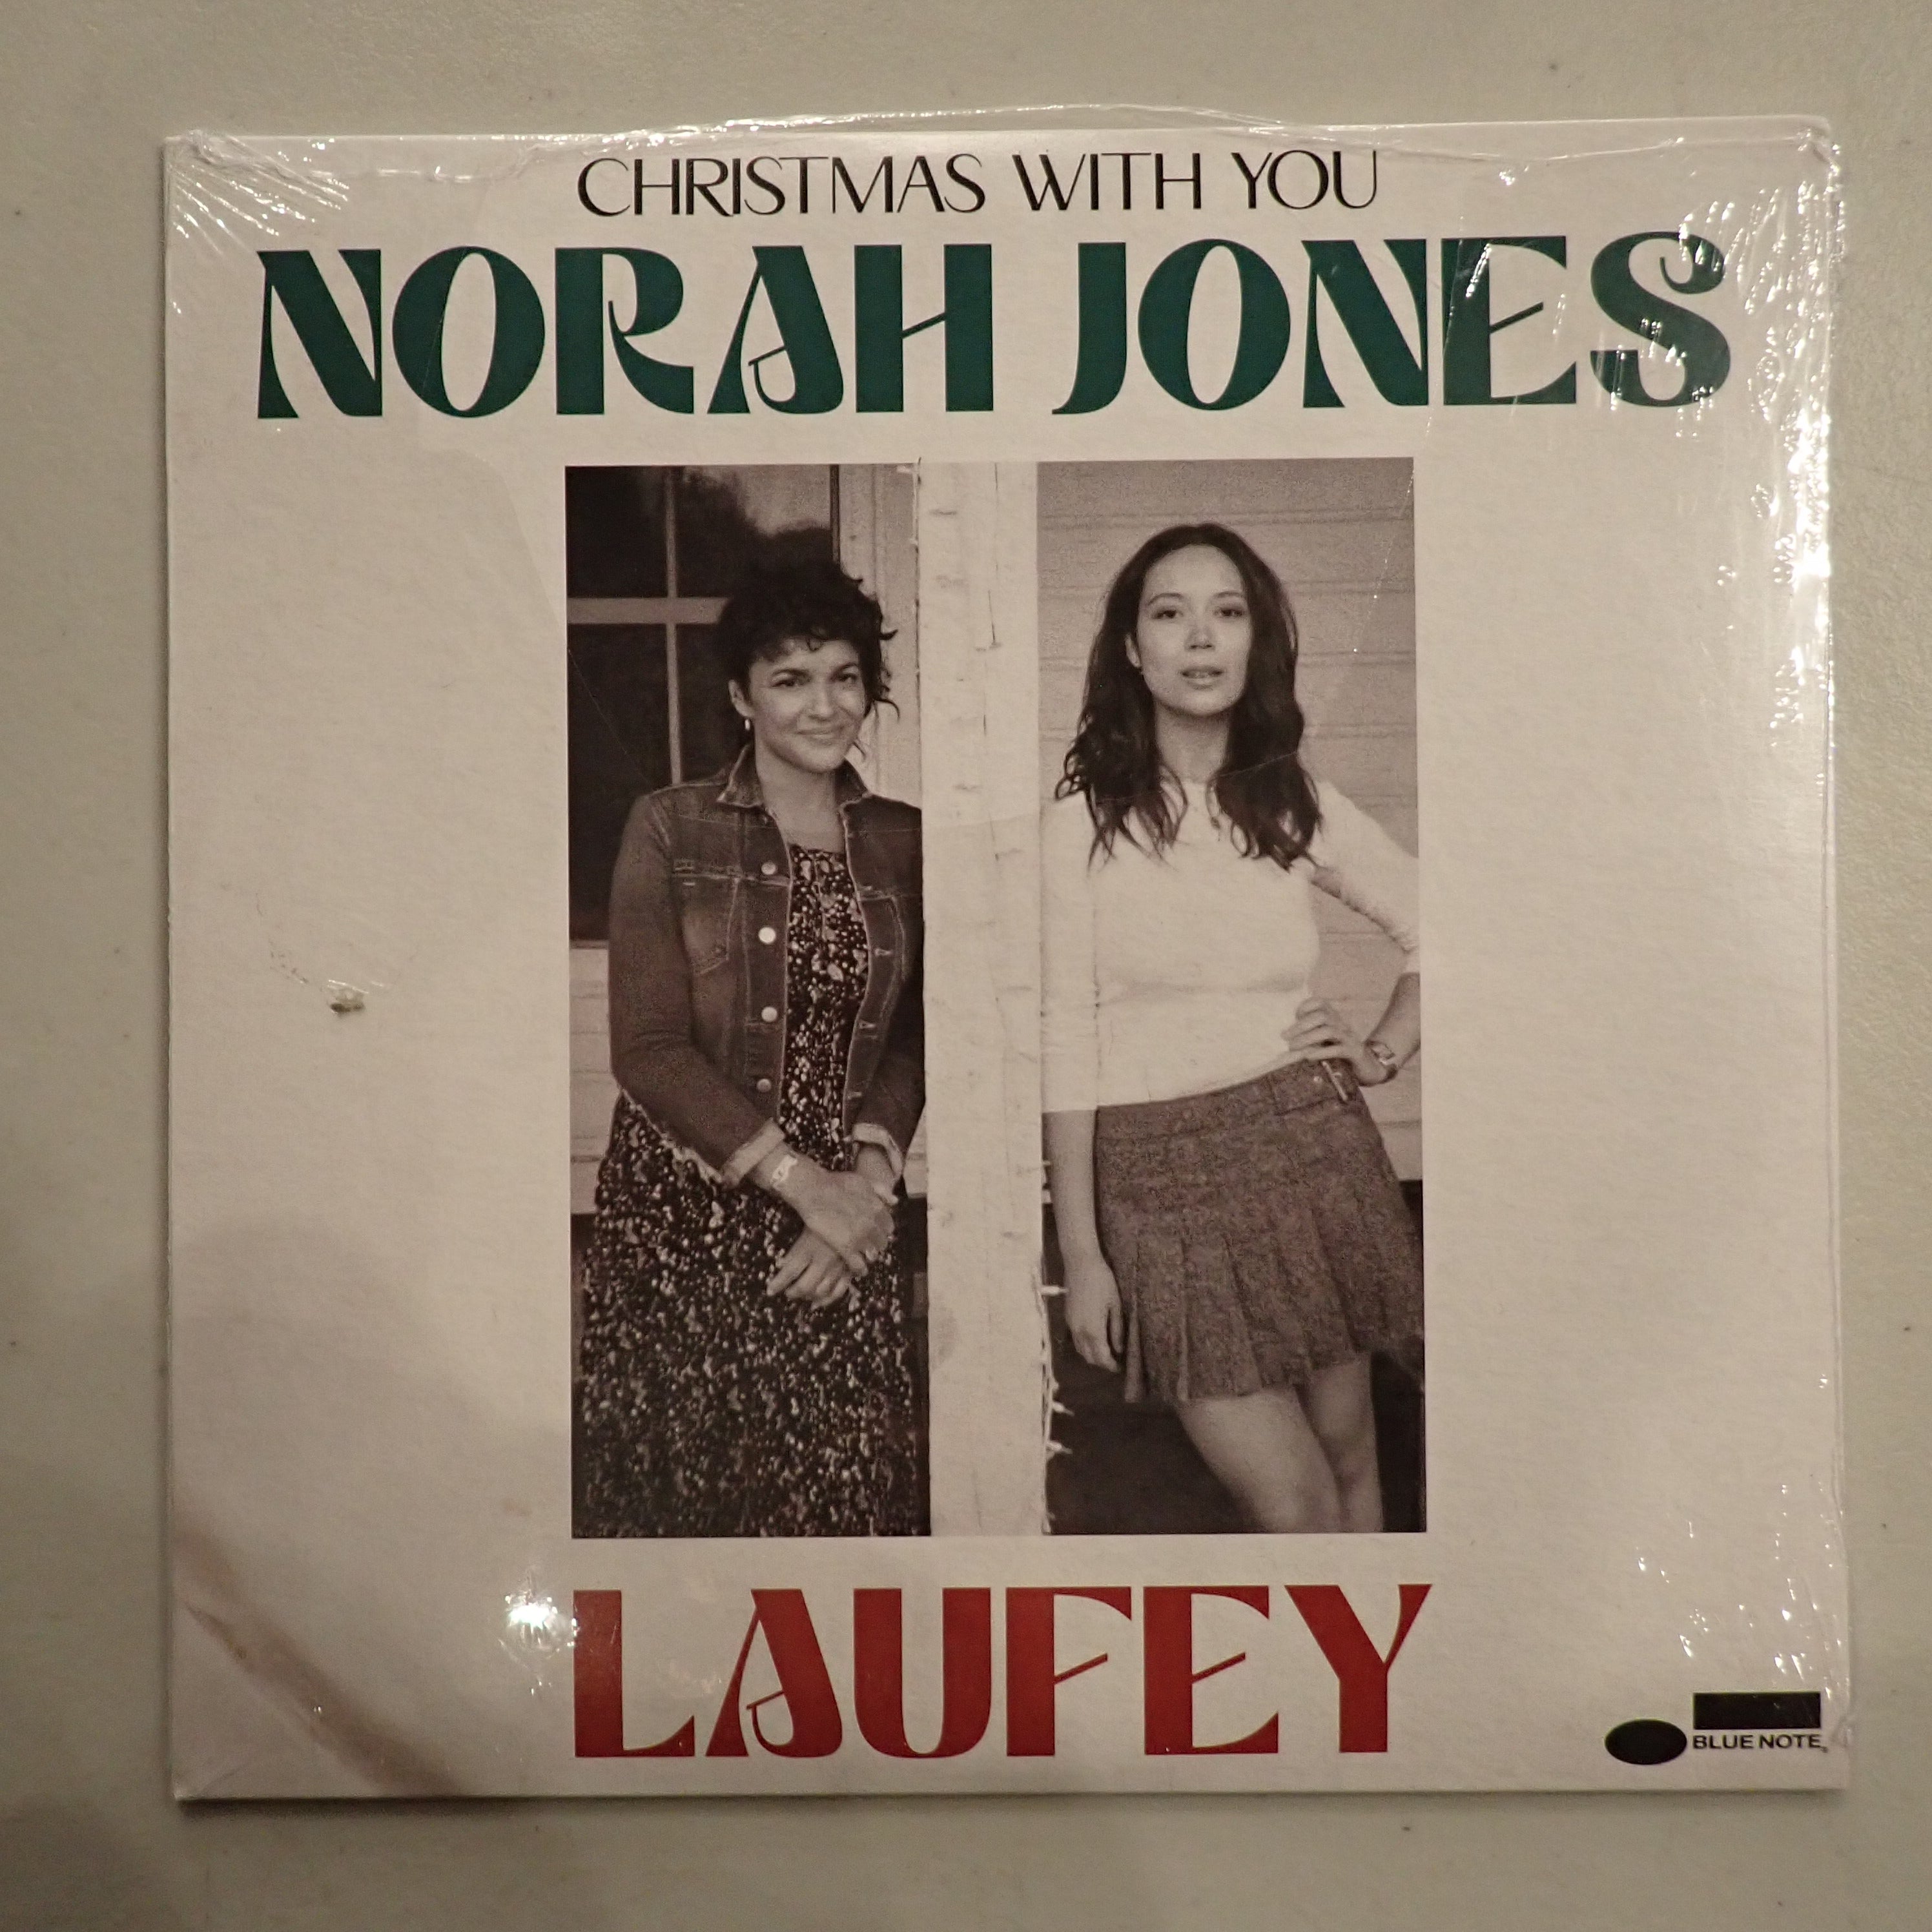 CHRISTMAS WITH YOU
NORAH JONES
LAUFEY
BLUE NOTE